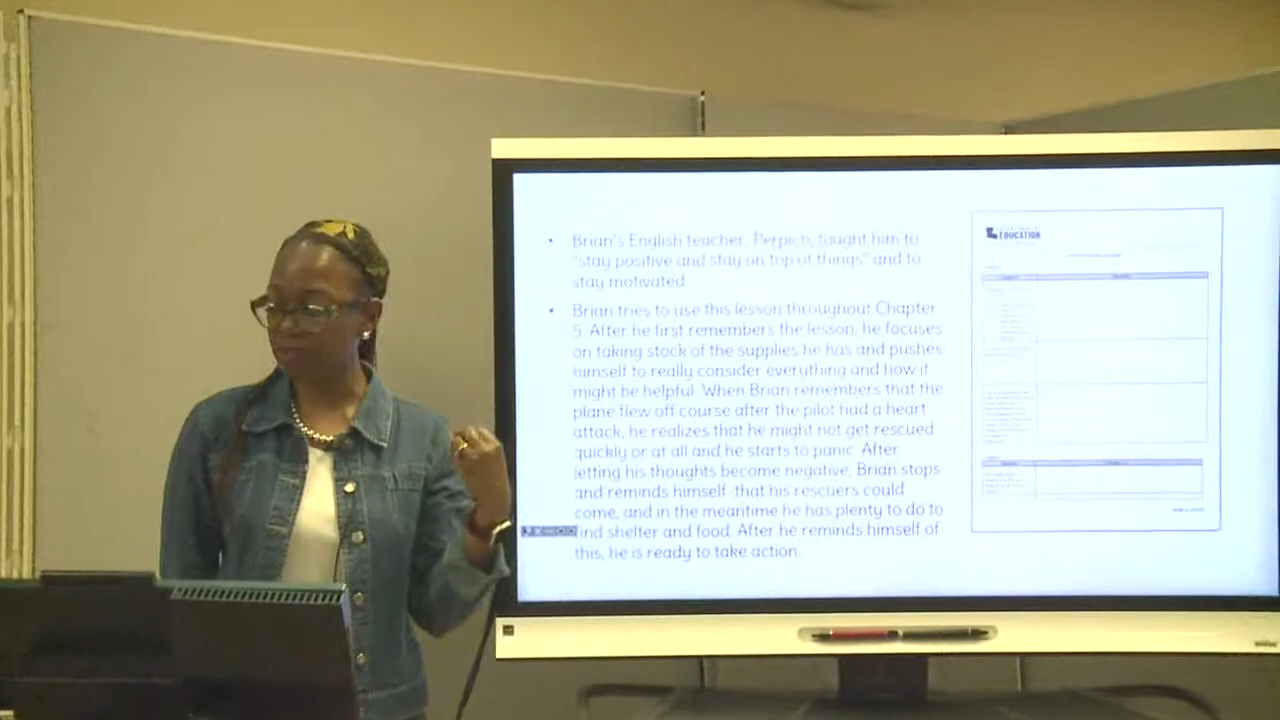 • Brian's English teacher, Perpich, taught him to
"stay positive and stay on top of things" and to
stay motivated
• Brian tries to use this lesson throughout Chapter
5. After he first remembers the lesson, he focuses
on taking stock of the supplies he has and pushes
himself to really consider everything and how it
might be helpful. When Brian remembers that the
plane flew off course after the pilot had a heart
attack, he realizes that he might not get rescued
quickly or at all and he starts to panic. After
letting his thoughts become negative, Brian stops
and reminds himself that his rescuers could
come, and in the meantime he has plenty to do to
ind shelter and food. After he reminds himself of
this, he is ready to take action.
EDUCATION